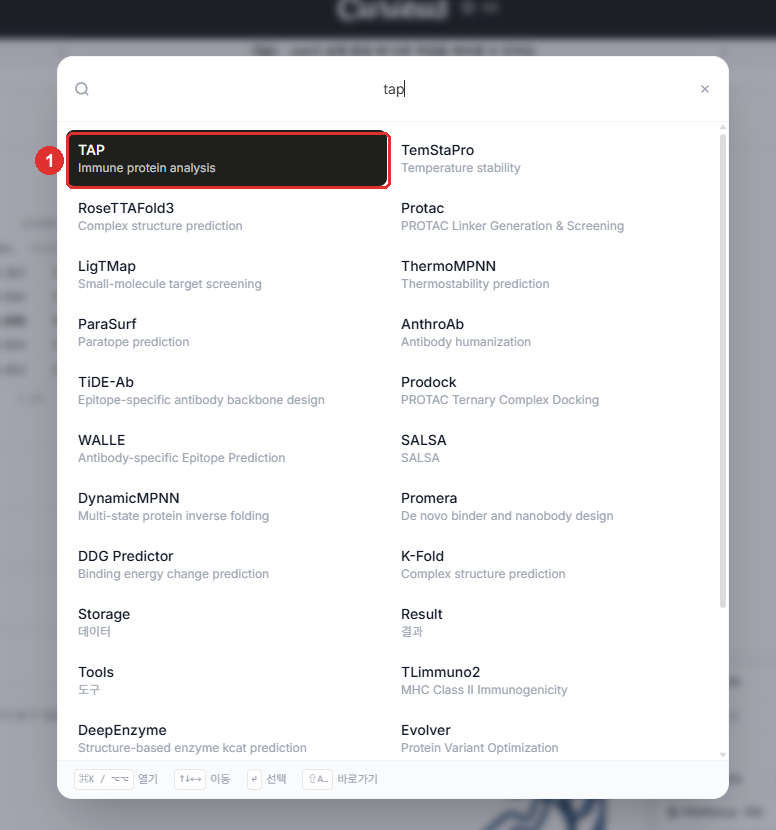 tap
1
TAP
Immune protein analysis
TemStaPro
Temperature stability
RoseTTAFold3
Complex structure prediction
Protac
PROTAC Linker Generation & Screening
LigTMap
Small-molecule target screening
ThermoMPNN
Thermostability prediction
ParaSurf
Paratope prediction
AnthroAb
Antibody humanization
TiDE-Ab
Epitope-specific antibody backbone design
Prodock
PROTAC Ternary Complex Docking
WALLE
Antibody-specific Epitope Prediction
SALSA
SALSA
DynamicMPNN
Multi-state protein inverse folding
Promera
De novo binder and nanobody design
DDG Predictor
Binding energy change prediction
K-Fold
Complex structure prediction
Storage
데이터
Result
결과
Tools
도구
TLimmuno2
MHC Class II Immunogenicity
DeepEnzyme
Structure-based enzyme kcat prediction
Evolver
Protein Variant Optimization
⌘K / ⌥⌥ 열기 ↑↓←→ 이동 ↵ 선택 ⇧A… 바로가기